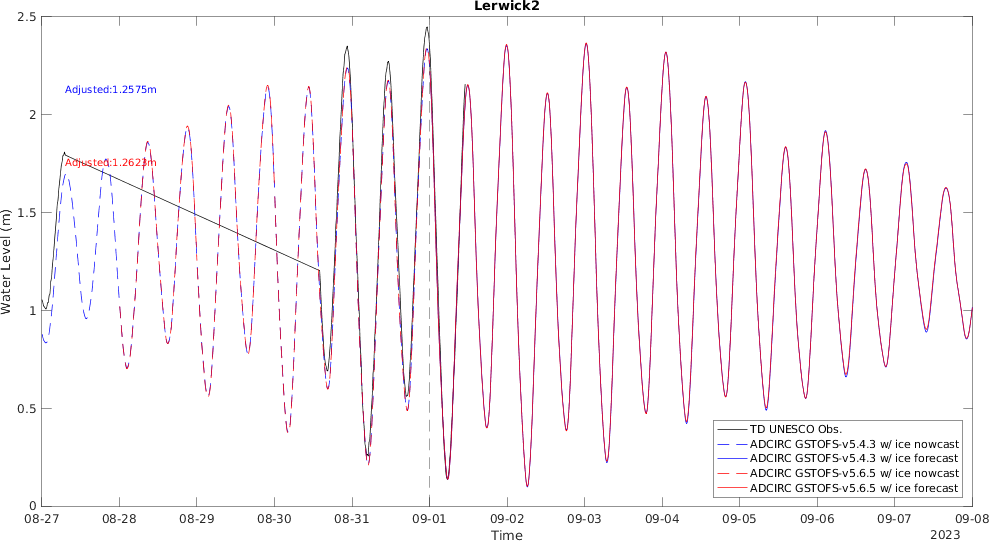 Lerwick2
Water Level (m)
2.5
2
1.5
1
0.5
0
Adjusted:1.2575m
Adjusted:1.2623m
TD UNESCO Obs.
ADCIRC GSTOFS-v5.4.3 w/ ice nowcast
ADCIRC GSTOFS-v5.4.3 w/ ice forecast
ADCIRC GSTOFS-v5.6.5 w/ ice nowcast
ADCIRC GSTOFS-v5.6.5 w/ ice forecast
08-27 08-28 08-29 08-30 08-31 09-01 09-02 09-03 09-04 09-05 09-06 09-07 09-08
Time
2023